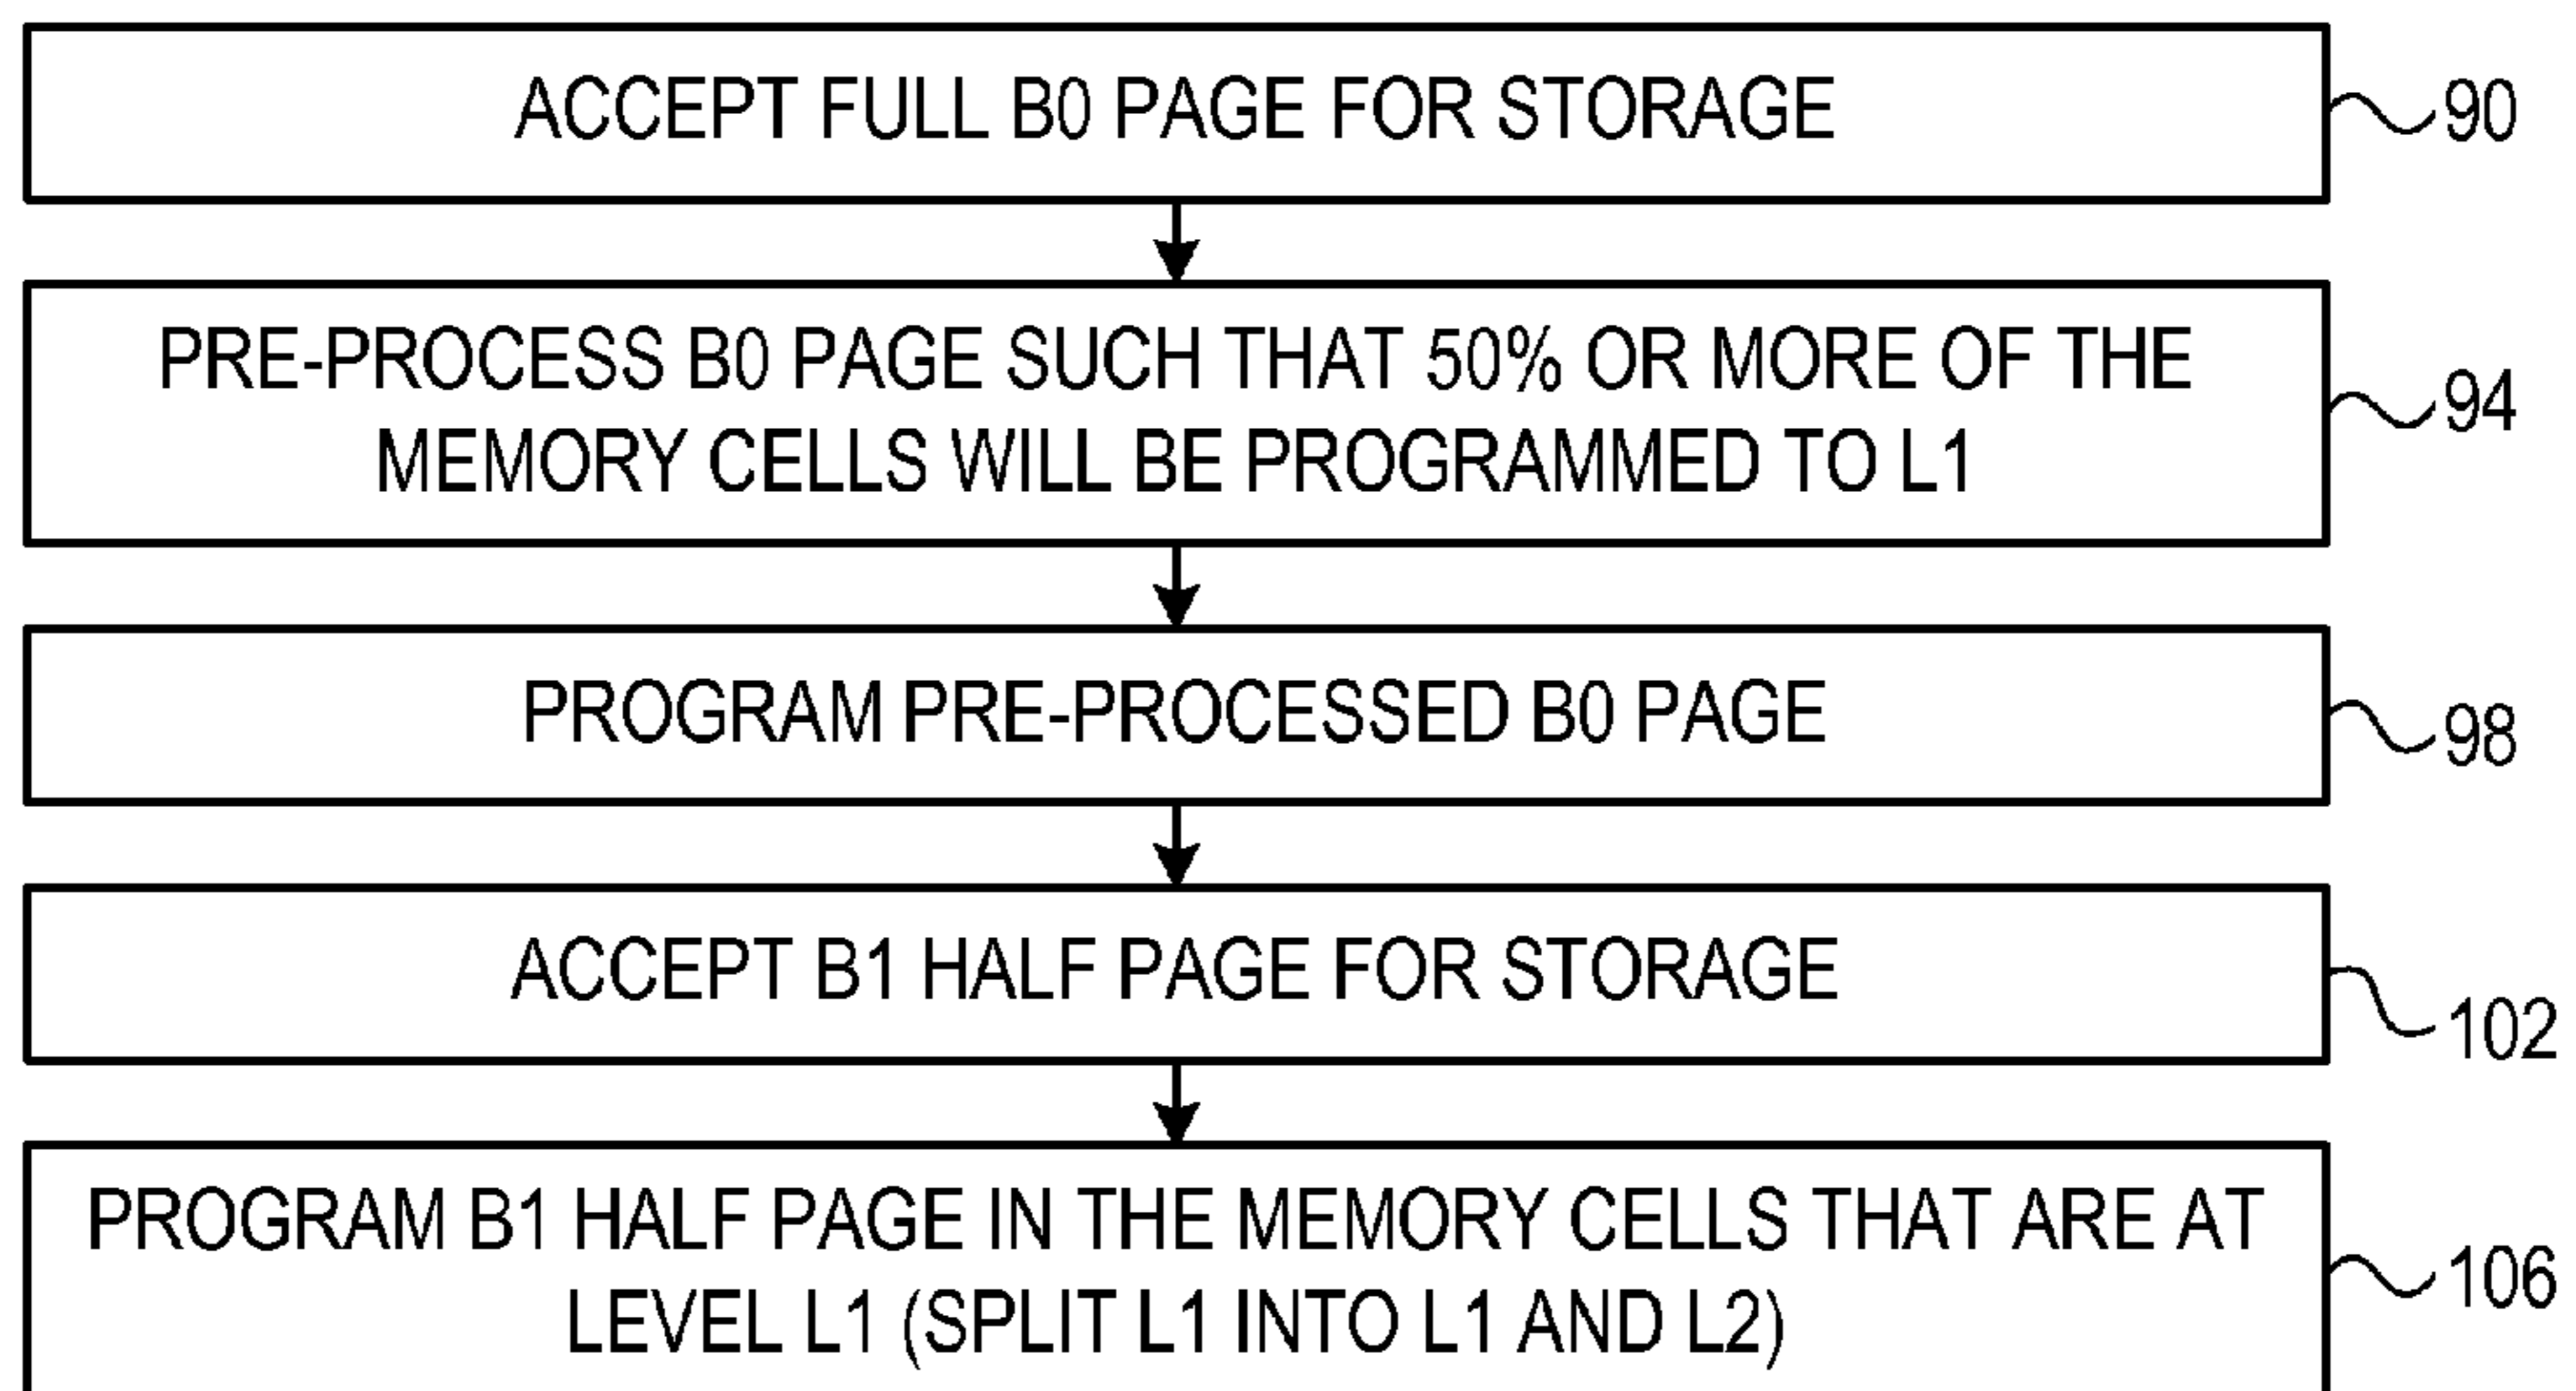 ACCEPT FULL B0 PAGE FOR STORAGE
90
PRE-PROCESS B0 PAGE SUCH THAT 50% OR MORE OF THE
MEMORY CELLS WILL BE PROGRAMMED TO L1
94
PROGRAM PRE-PROCESSED B0 PAGE
98
ACCEPT B1 HALF PAGE FOR STORAGE
102
PROGRAM B1 HALF PAGE IN THE MEMORY CELLS THAT ARE AT
LEVEL L1 (SPLIT L1 INTO L1 AND L2)
106